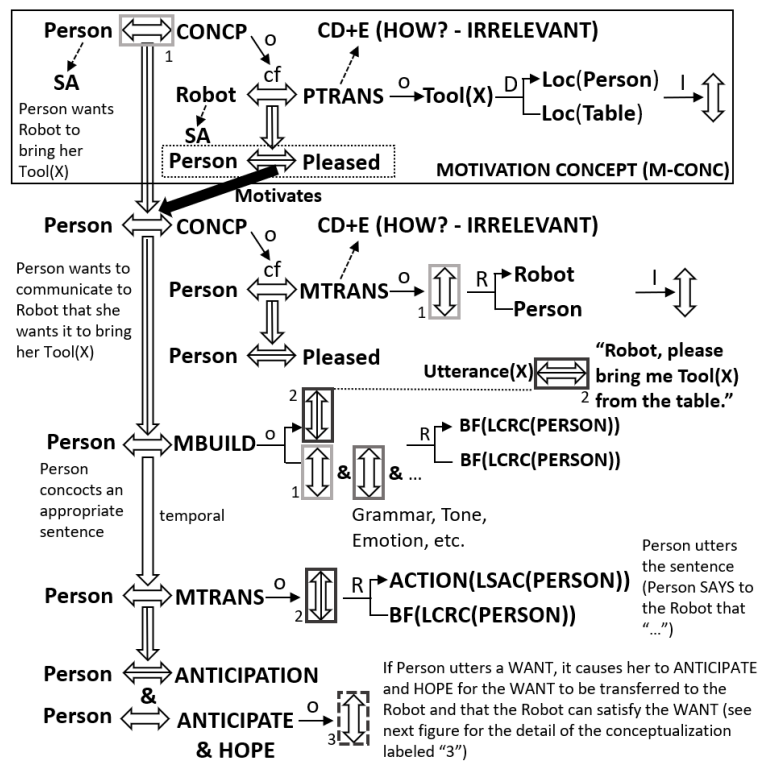 Person CONCP o CD+E (HOW? - IRRELEVANT)
1
cf
SA
Robot PTRANS o Tool(X) D Loc(Person) I
Loc(Table)
Person wants
Robot to
bring her
Tool(X)
SA
Person Pleased
MOTIVATION CONCEPT (M-CONC)
Motivates
Person CONCP o CD+E (HOW? - IRRELEVANT)
cf
Person wants to
communicate to
Robot that she
wants it to bring
her Tool(X)
Person MTRANS o 1 R Robot I
Person
Person Pleased
Utterance(X) 2
“Robot, please
bring me Tool(X)
from the table.”
Person MBUILD o 2 R BF(LCRC(PERSON))
1 & & ... BF(LCRC(PERSON))
Person
concocts an
appropriate
sentence
temporal
Grammar, Tone,
Emotion, etc.
Person MTRANS o 2 R ACTION(LSAC(PERSON))
BF(LCRC(PERSON))
Person utters
the sentence
(Person SAYS to
the Robot that
“...”)
Person ANTICIPATION
&
Person ANTICIPATE o 3
& HOPE
If Person utters a WANT, it causes her to ANTICIPATE
and HOPE for the WANT to be transferred to the
Robot and that the Robot can satisfy the WANT (see
next figure for the detail of the conceptualization
labeled “3”)